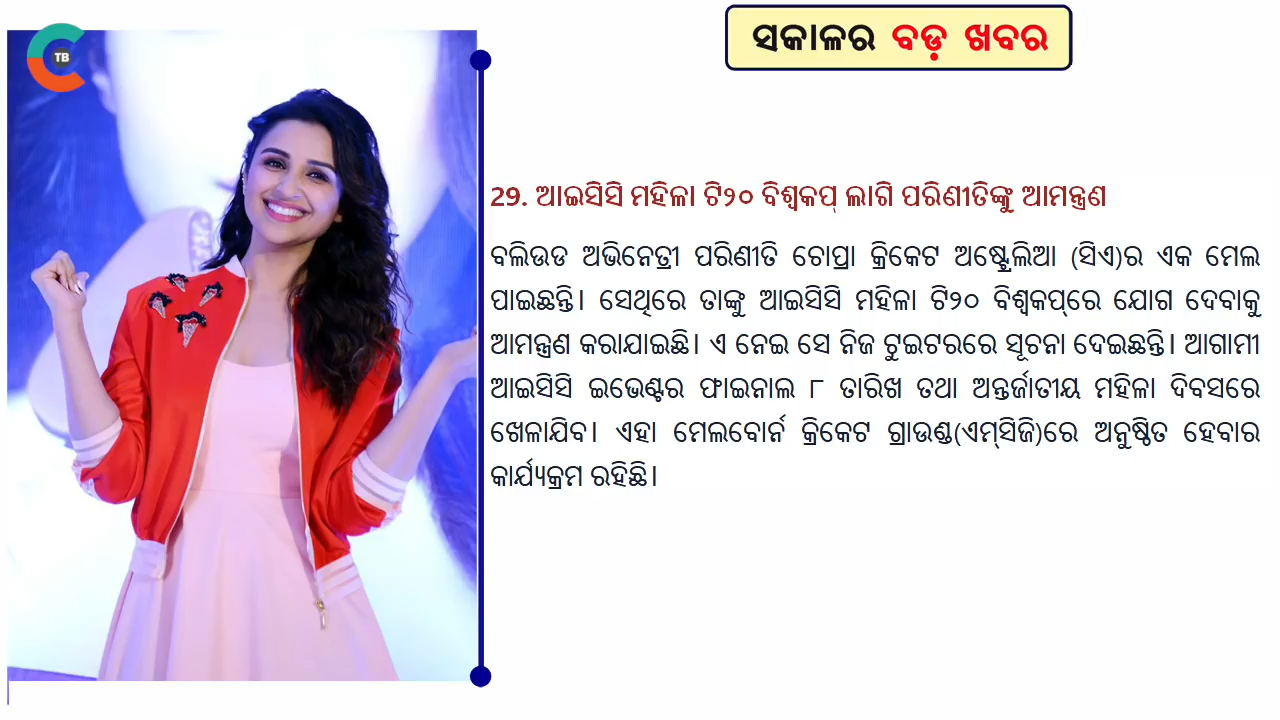 TB
ସକାଳର ବଡ଼ ଖବର
29. ଆଇସିସି ମହିଳା ଟି୨୦ ବିଶ୍ୱକପ୍ ଲାଗି ପରିଣୀତିଙ୍କୁ ଆମନ୍ତ୍ରଣ
ବଲିଉଡ ଅଭିନେତ୍ରୀ ପରିଣୀତି ଚୋପ୍ରା କ୍ରିକେଟ ଅଷ୍ଟ୍ରେଲିଆ (ସିଏ)ର ଏକ ମେଲ
ପାଇଛନ୍ତି। ସେଥିରେ ତାଙ୍କୁ ଆଇସିସି ମହିଳା ଟି୨୦ ବିଶ୍ୱକପ୍‌ରେ ଯୋଗ ଦେବାକୁ
ଆମନ୍ତ୍ରଣ କରାଯାଇଛି। ଏ ନେଇ ସେ ନିଜ ଟୁଇଟରରେ ସୂଚନା ଦେଇଛନ୍ତି। ଆଗାମୀ
ଆଇସିସି ଇଭେଣ୍ଟର ଫାଇନାଲ ୮ ତାରିଖ ତଥା ଅନ୍ତର୍ଜାତୀୟ ମହିଳା ଦିବସରେ
ଖେଳାଯିବ। ଏହା ମେଲବୋର୍ନ କ୍ରିକେଟ ଗ୍ରାଉଣ୍ଡ(ଏମ୍‌ସିଜି)ରେ ଅନୁଷ୍ଠିତ ହେବାର
କାର୍ଯ୍ୟକ୍ରମ ରହିଛି।